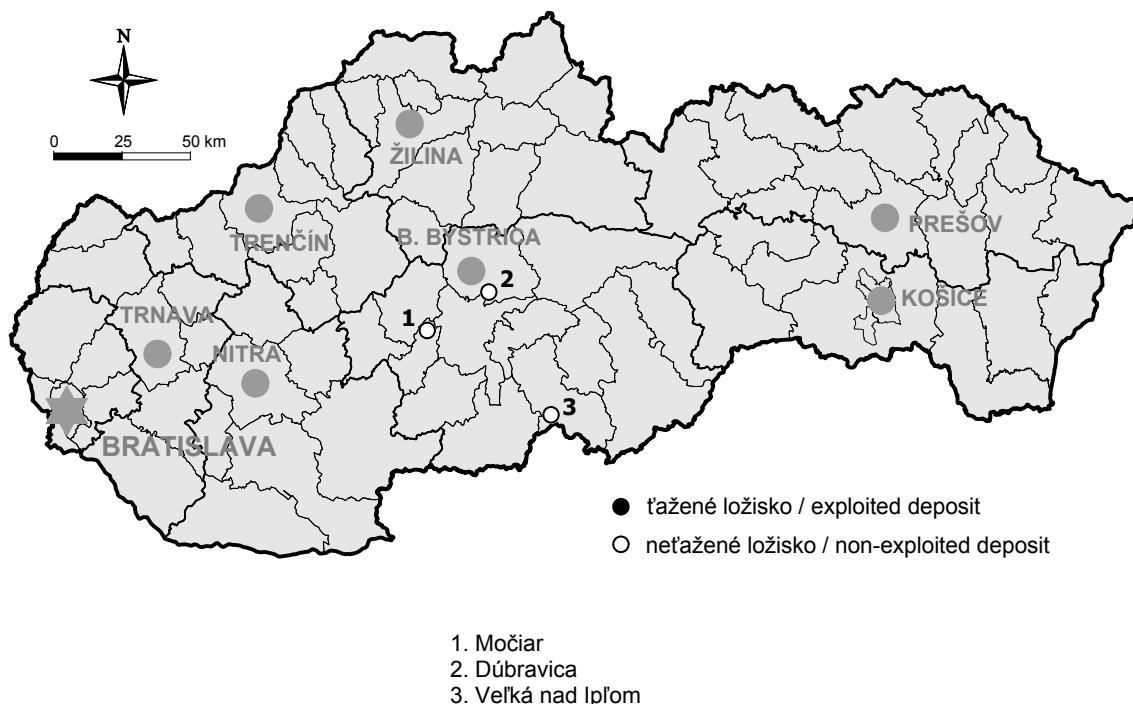 N
0 25 50 km
ŽILINA
TRENČÍN
B. BYSTRICA
PREŠOV
2
KOŠICE
TRNAVA
1
NITRA
3
BRATISLAVA
ťažené ložisko / exploited deposit
neťažené ložisko / non-exploited deposit
1. Močiar
2. Dúbravica
3. Veľká nad Ipľom